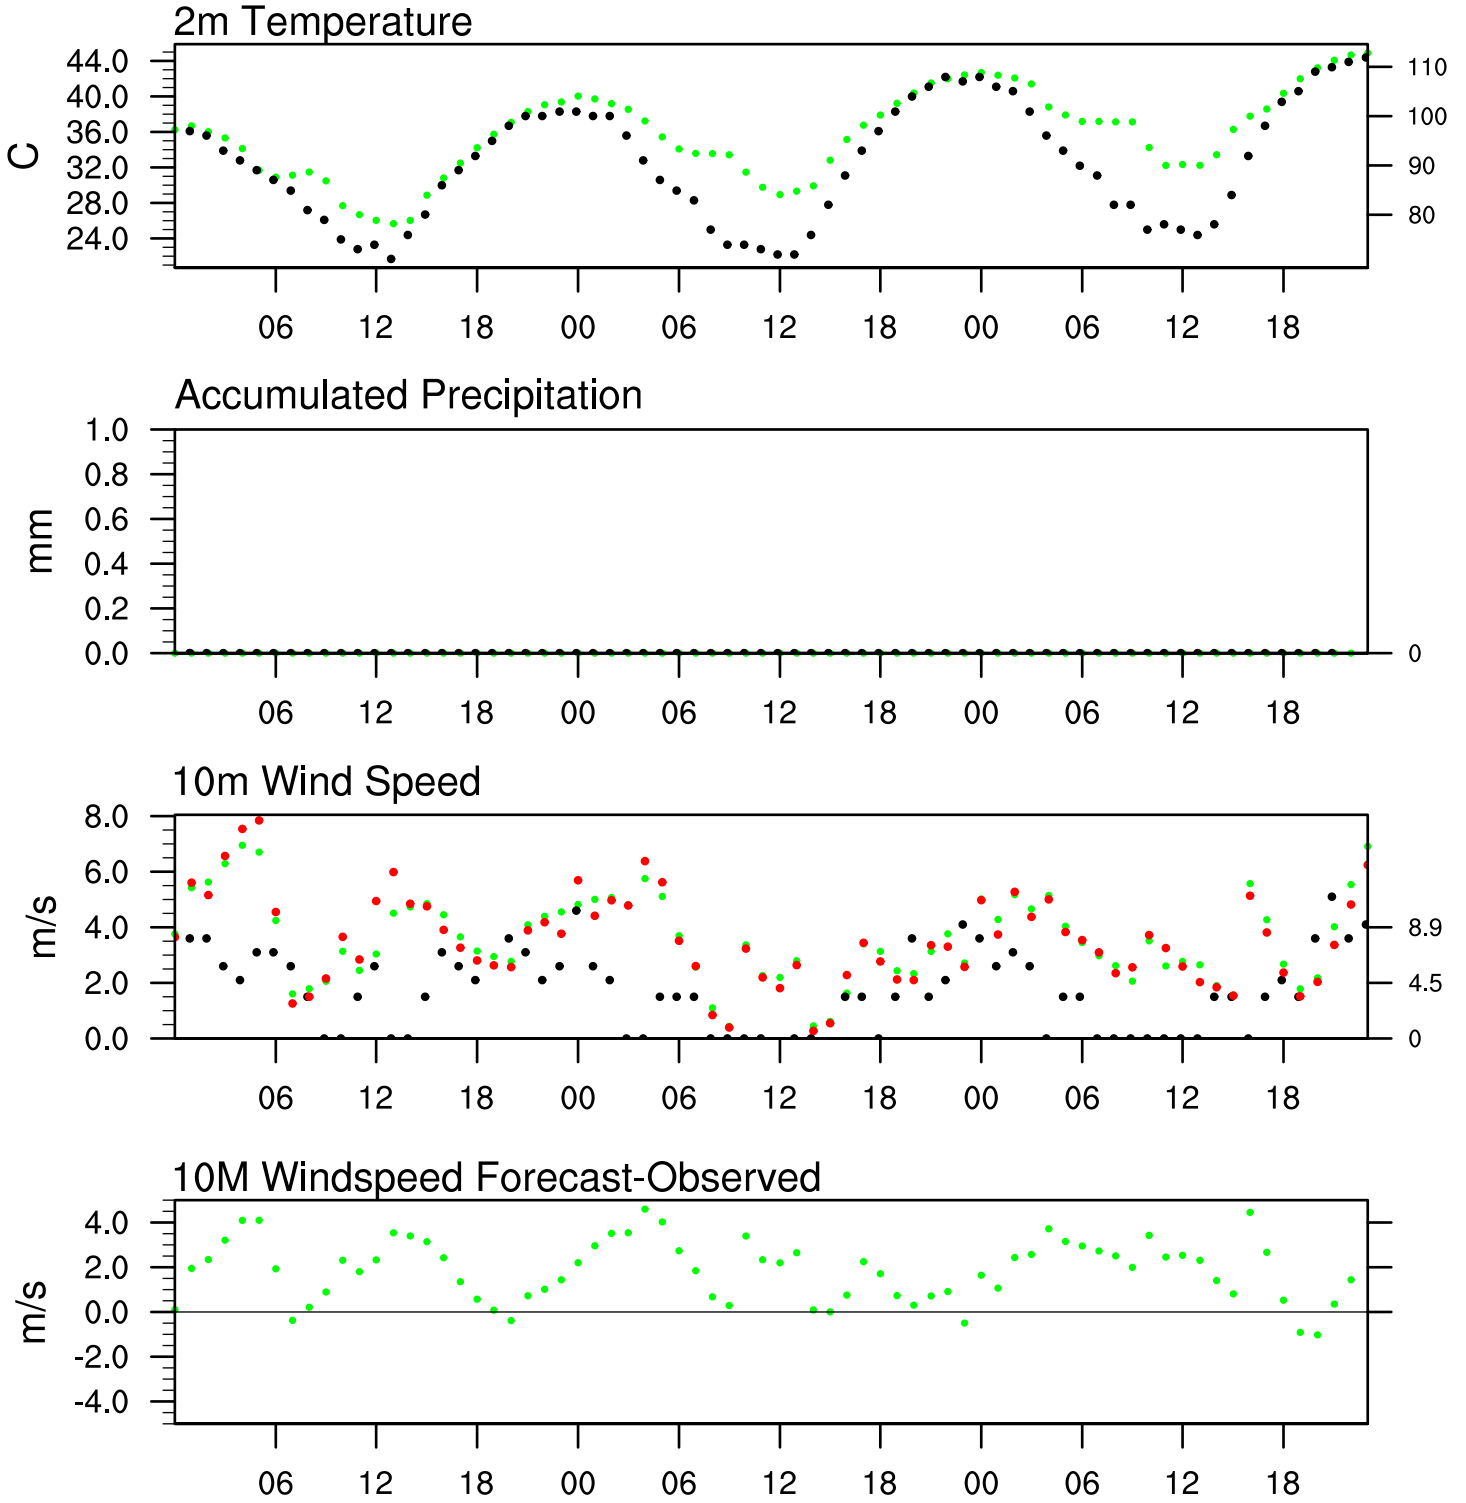 2m Temperature
44.0
40.0
36.0
32.0
28.0
24.0
C
110
100
90
80
06 12 18 00 06 12 18 00 06 12 18
Accumulated Precipitation
1.0
0.8
0.6
0.4
0.2
0.0
mm
0
06 12 18 00 06 12 18 00 06 12 18
10m Wind Speed
8.0
6.0
4.0
2.0
0.0
m/s
8.9
4.5
0
06 12 18 00 06 12 18 00 06 12 18
10M Windspeed Forecast-Observed
4.0
2.0
0.0
-2.0
-4.0
m/s
06 12 18 00 06 12 18 00 06 12 18